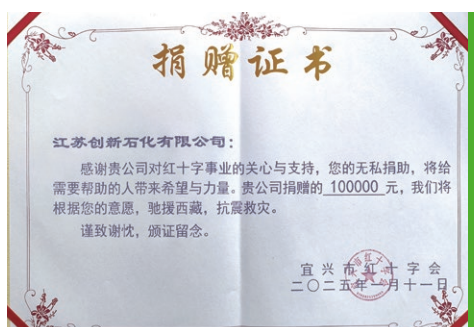 捐赠证书
江苏创新石化有限公司：
感谢贵公司对红十字事业的关心与支持，您的无私捐助，将给
需要帮助的人带来希望与力量。贵公司捐赠的 100000 元，我们将
根据您的意愿，驰援西藏，抗震救灾。
谨致谢忱，颁证留念。
宜兴市红十字会
二〇二五年一月十一日